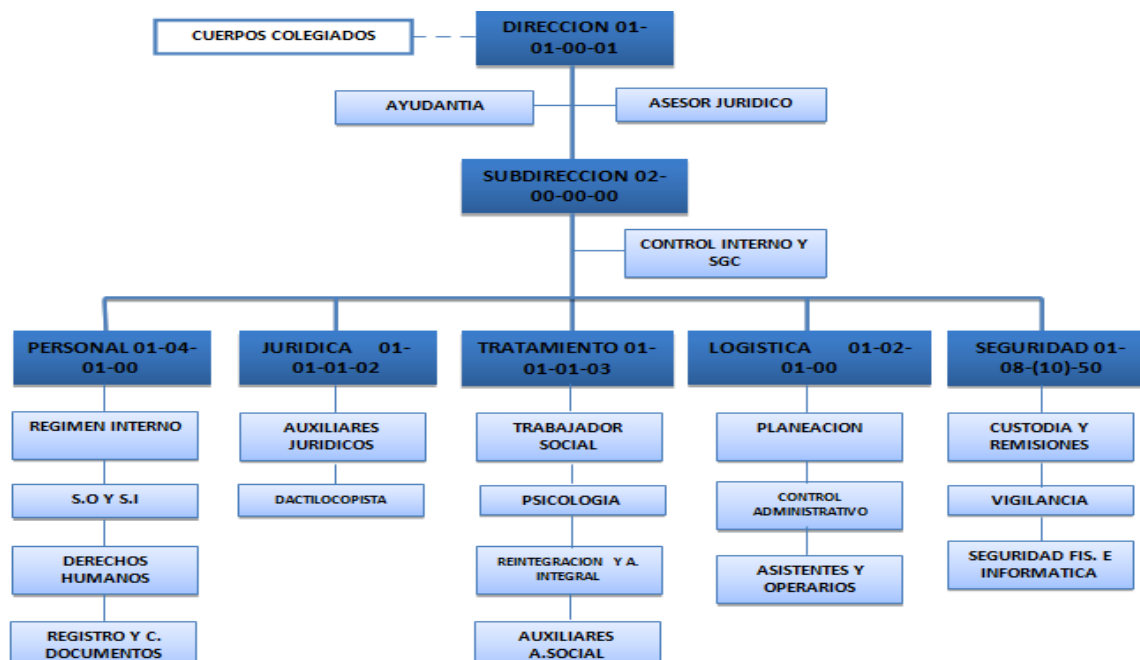 CUERPOS COLEGIADOS
DIRECCION 01-
01-00-01
AYUDANTIA
ASESOR JURIDICO
SUBDIRECCION 02-
00-00-00
CONTROL INTERNO Y
SGC
PERSONAL 01-04-
01-00
REGIMEN INTERNO
S.O Y S.I
DERECHOS
HUMANOS
REGISTRO Y C.
DOCUMENTOS
JURIDICA 01-
01-01-02
AUXILIARES
JURIDICOS
DACTILOCOPISTA
TRATAMIENTO 01-
01-01-03
TRABAJADOR
SOCIAL
PSICOLOGIA
REINTEGRACION Y A.
INTEGRAL
AUXILIARES
A.SOCIAL
LOGISTICA 01-02-
01-00
PLANEACION
CONTROL
ADMINISTRATIVO
ASISTENTES Y
OPERARIOS
SEGURIDAD 01-
08-(10)-50
CUSTODIA Y
REMISIONES
VIGILANCIA
SEGURIDAD FIS. E
INFORMATICA